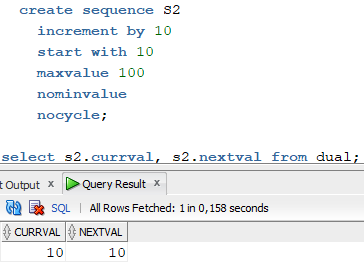 create sequence S2
increment by 10
start with 10
maxvalue 100
nominvalue
nocycle;
select s2.currval, s2.nextval from dual;
t Output x Query Result x
SQL | All Rows Fetched: 1 in 0,158 seconds
CURRVAL NEXTVAL
10 10